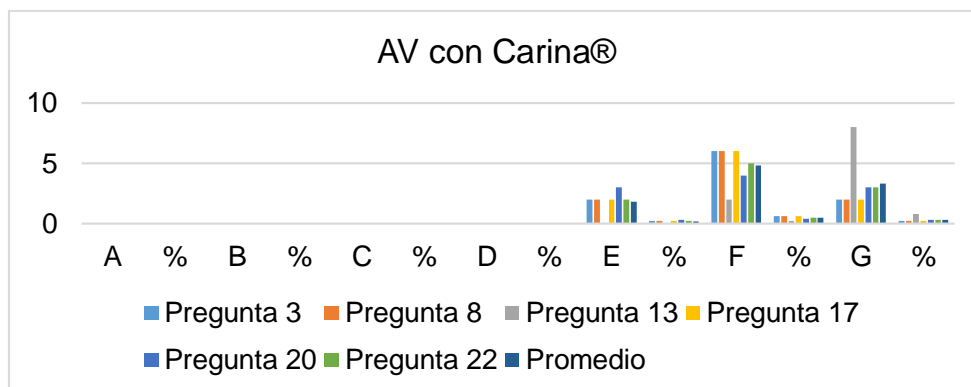 AV con Carina®
10
5
0
A % B % C % D % E % F % G %
Pregunta 3 Pregunta 8 Pregunta 13 Pregunta 17
Pregunta 20 Pregunta 22 Promedio